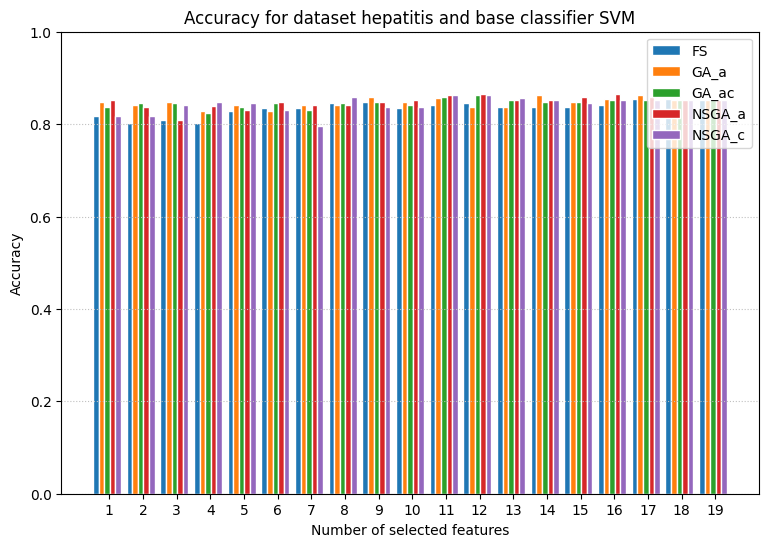 Accuracy for dataset hepatitis and base classifier SVM
1.0
0.8
0.6
0.4
0.2
0.0
Accuracy
FS
GA_a
GA_ac
NSGA_a
NSGA_c
1 2 3 4 5 6 7 8 9 10 11 12 13 14 15 16 17 18 19
Number of selected features